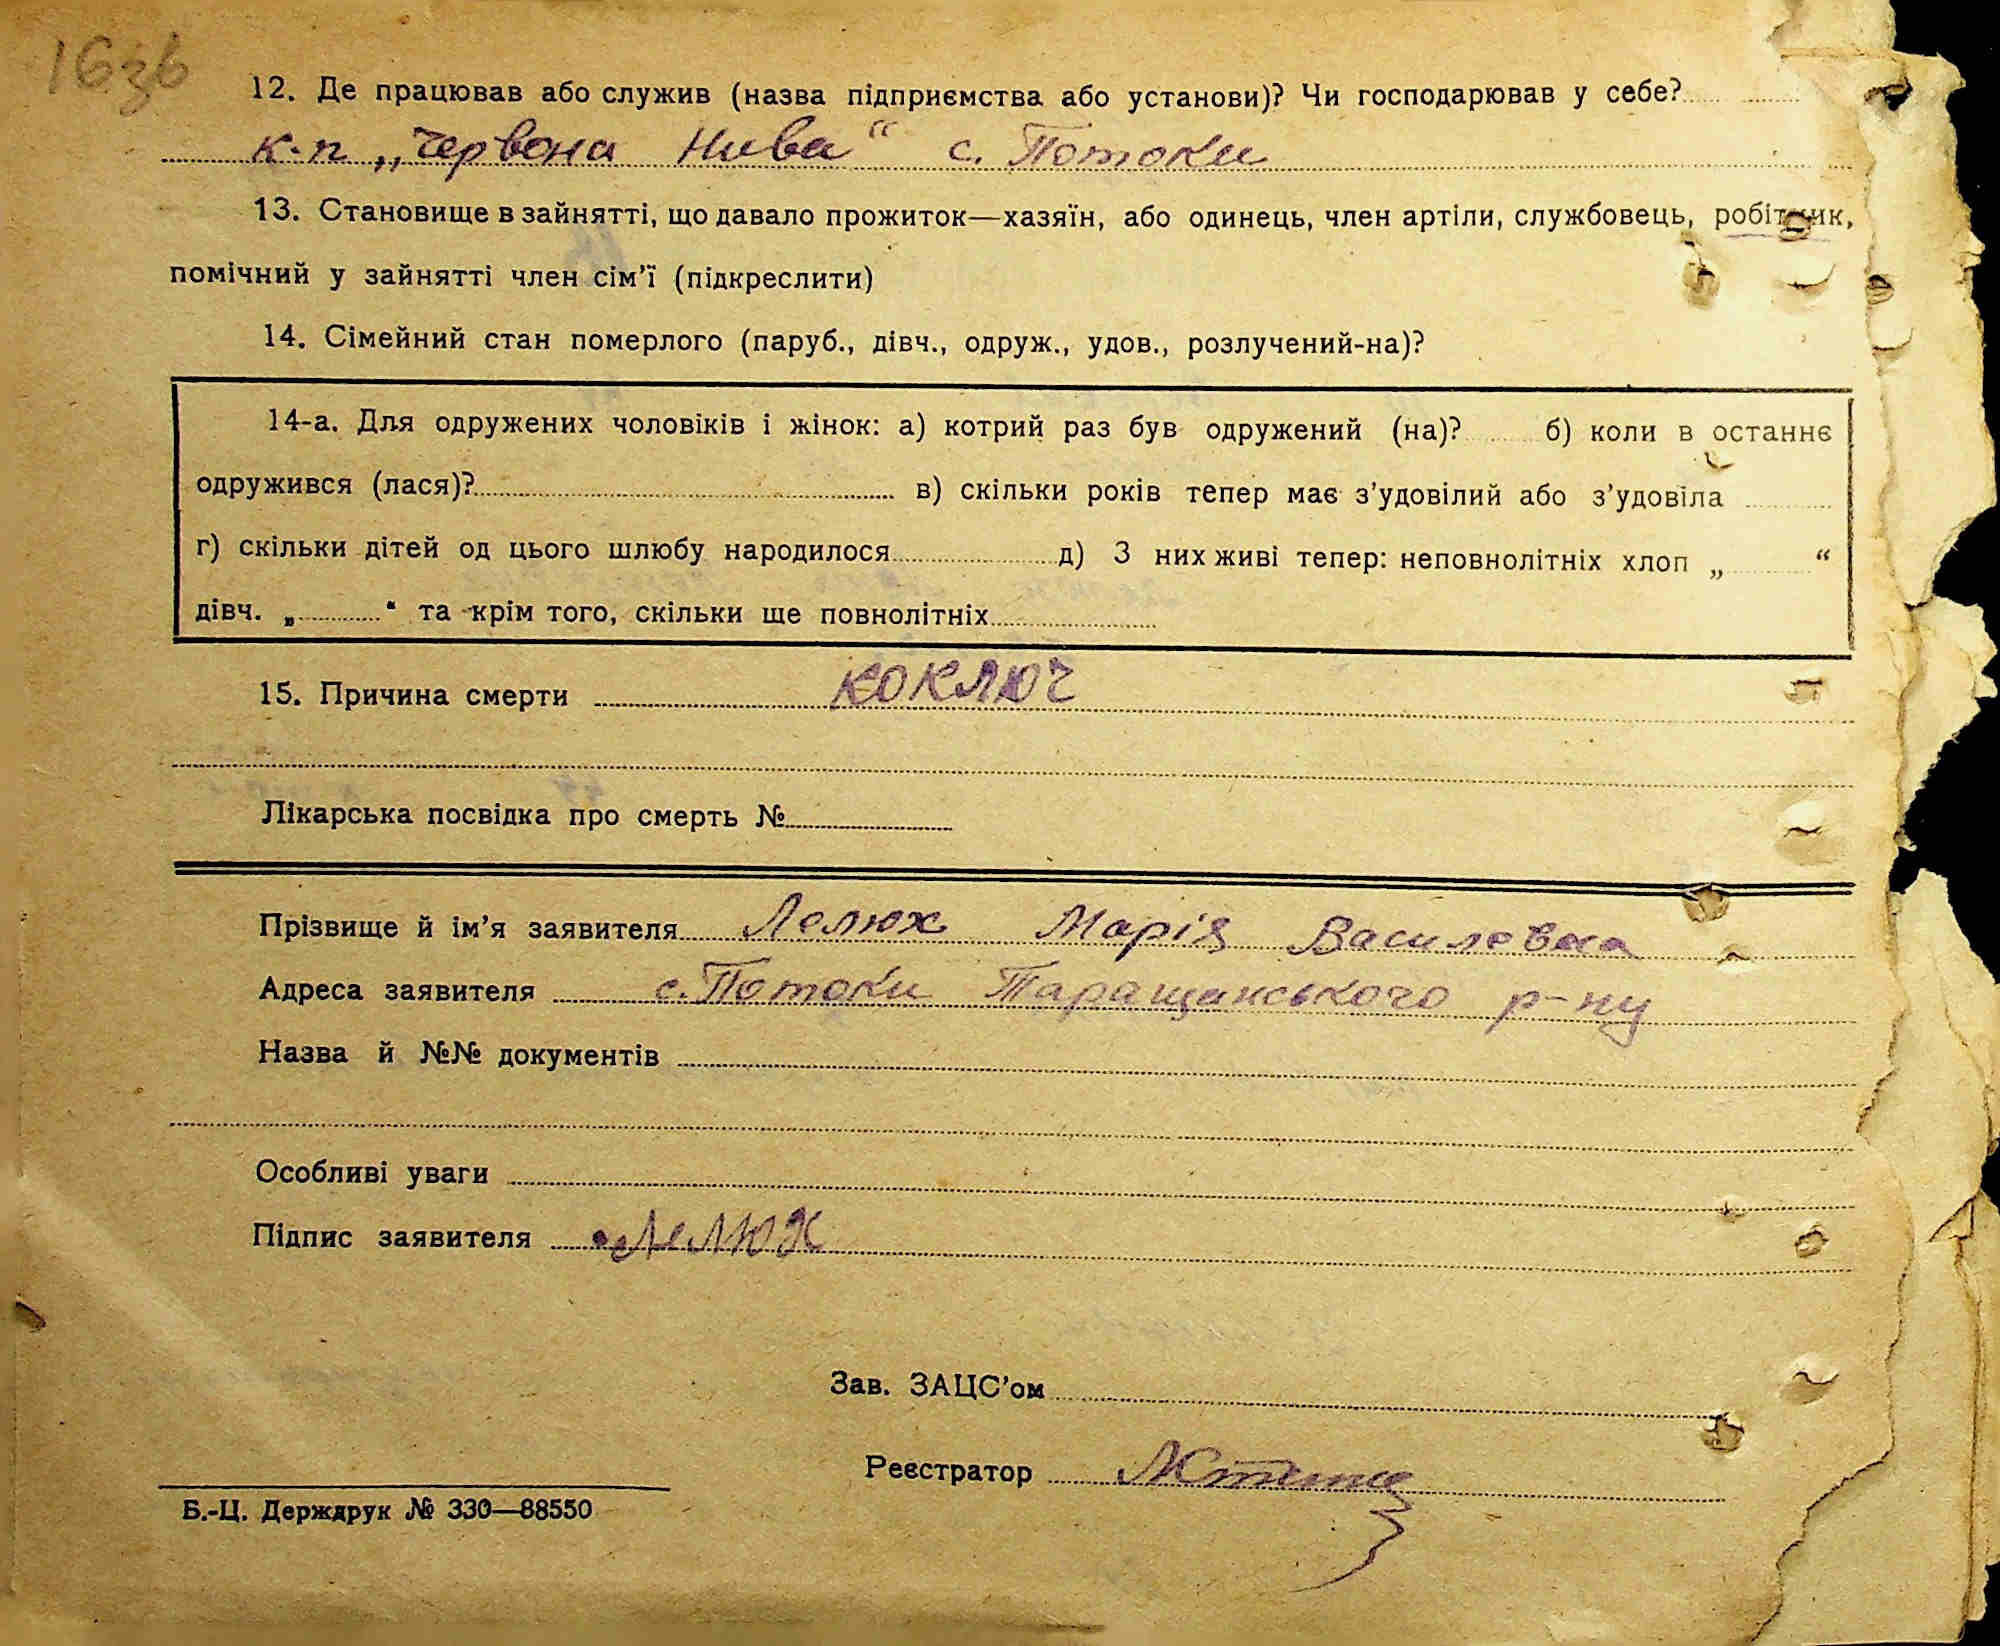 16зб
12. Де працював або служив (назва підприємства або установи)? Чи господарював у себе?
к-п „Червона Нива“ с. Потоки
13. Становище в зайнятті, що давало прожиток—хазяїн, або одинець, член артіли, службовець, робітник,
помічний у зайнятті член сім’ї (підкреслити)
14. Сімейний стан померлого (паруб., дівч., одруж., удов., розлучений-на)?
14-а. Для одружених чоловіків і жінок: а) котрий раз був одружений (на)? б) коли в останнє
одружився (лася)? в) скільки років тепер має з’удовілий або з’удовіла
г) скільки дітей од цього шлюбу народилося д) З них живі тепер: неповнолітніх хлоп „ “
дівч. „ “ та крім того, скільки ще повнолітніх
15. Причина смерти коключ
Лікарська посвідка про смерть №
Прізвище й ім’я заявителя Лелюх Марія Василевна
Адреса заявителя с. Потоки Таращанського р-ну
Назва й №№ документів
Особливі уваги
Підпис заявителя Лелюх
Зав. ЗАЦС’ом
Реєстратор
Б.-Ц. Держдрук № 330—88550